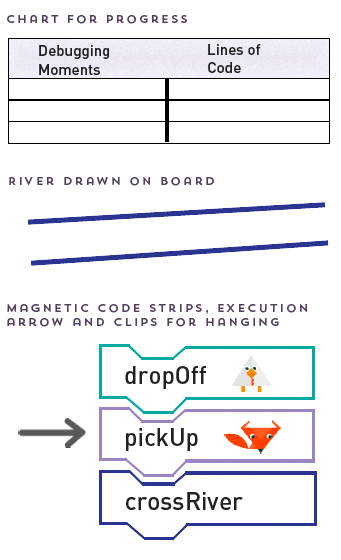 CHART FOR PROGRESS
Debugging Moments
Lines of Code
RIVER DRAWN ON BOARD
MAGNETIC CODE STRIPS, EXECUTION
ARROW AND CLIPS FOR HANGING
dropOff
pickUp
crossRiver